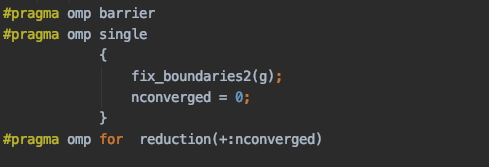 #pragma omp barrier
#pragma omp single
{
fix_boundaries2(g);
nconverged = 0;
}
#pragma omp for  reduction(+:nconverged)